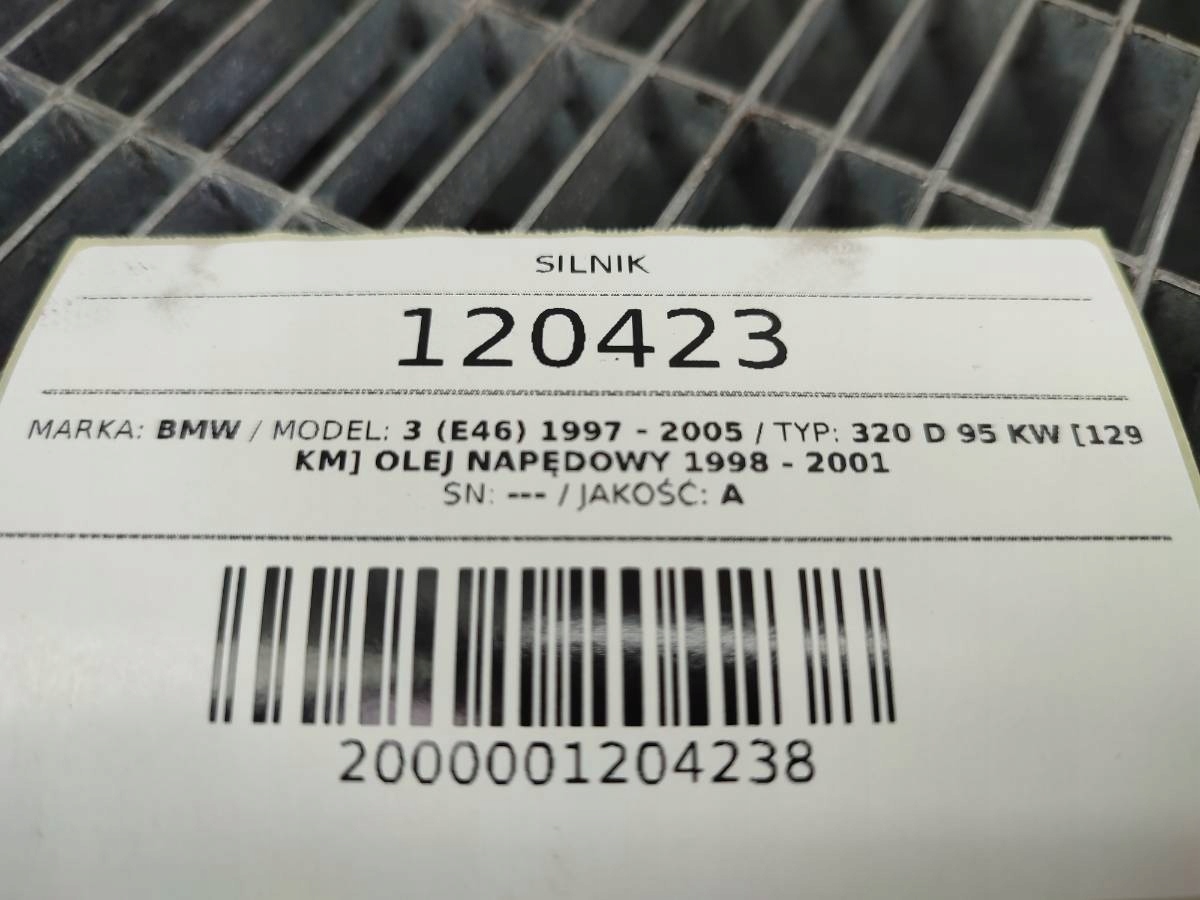 SILNIK
120423
MARKA: BMW / MODEL: 3 (E46) 1997 - 2005 / TYP: 320 D 95 KW [129
KM] OLEJ NAPĘDOWY 1998 - 2001
SN: --- / JAKOŚĆ: A
2000001204238